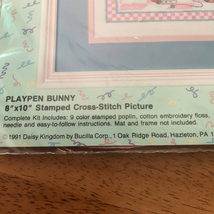 PLAYPEN BUNNY
8"x10" Stamped Cross-Stitch Picture
Complete Kit includes: 9 color stamped poplin, cotton embroidery floss,
needle and easy-to-follow instructions. Mat and frame not included.
©1991 Daisy Kingdom by Bucilla Corp., 1 Oak Ridge Road, Hazleton, PA 1